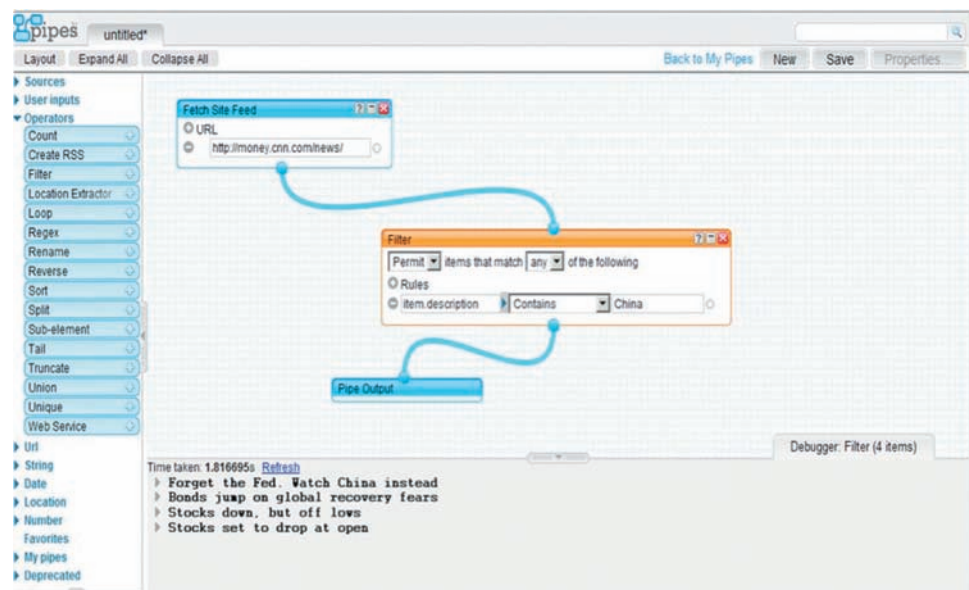 pipes untitled*
Layout Expand All Collapse All Back to My Pipes New Save Properties
Sources
User inputs
Operators
Count
Create RSS
Filter
Location Extractor
Loop
Regex
Rename
Reverse
Sort
Split
Sub-element
Tail
Truncate
Union
Unique
Web Service
Url
String
Date
Location
Number
Favorites
My pipes
Deprecated
Fetch Site Feed ?
URL
http://money.cnn.com/news/
Filter ?
Permit items that match any of the following
Rules
item.description Contains China
Pipe Output
Debugger: Filter (4 items)
Time taken: 1.816695s Refresh
Forget the Fed. Watch China instead
Bonds jump on global recovery fears
Stocks down, but off lows
Stocks set to drop at open